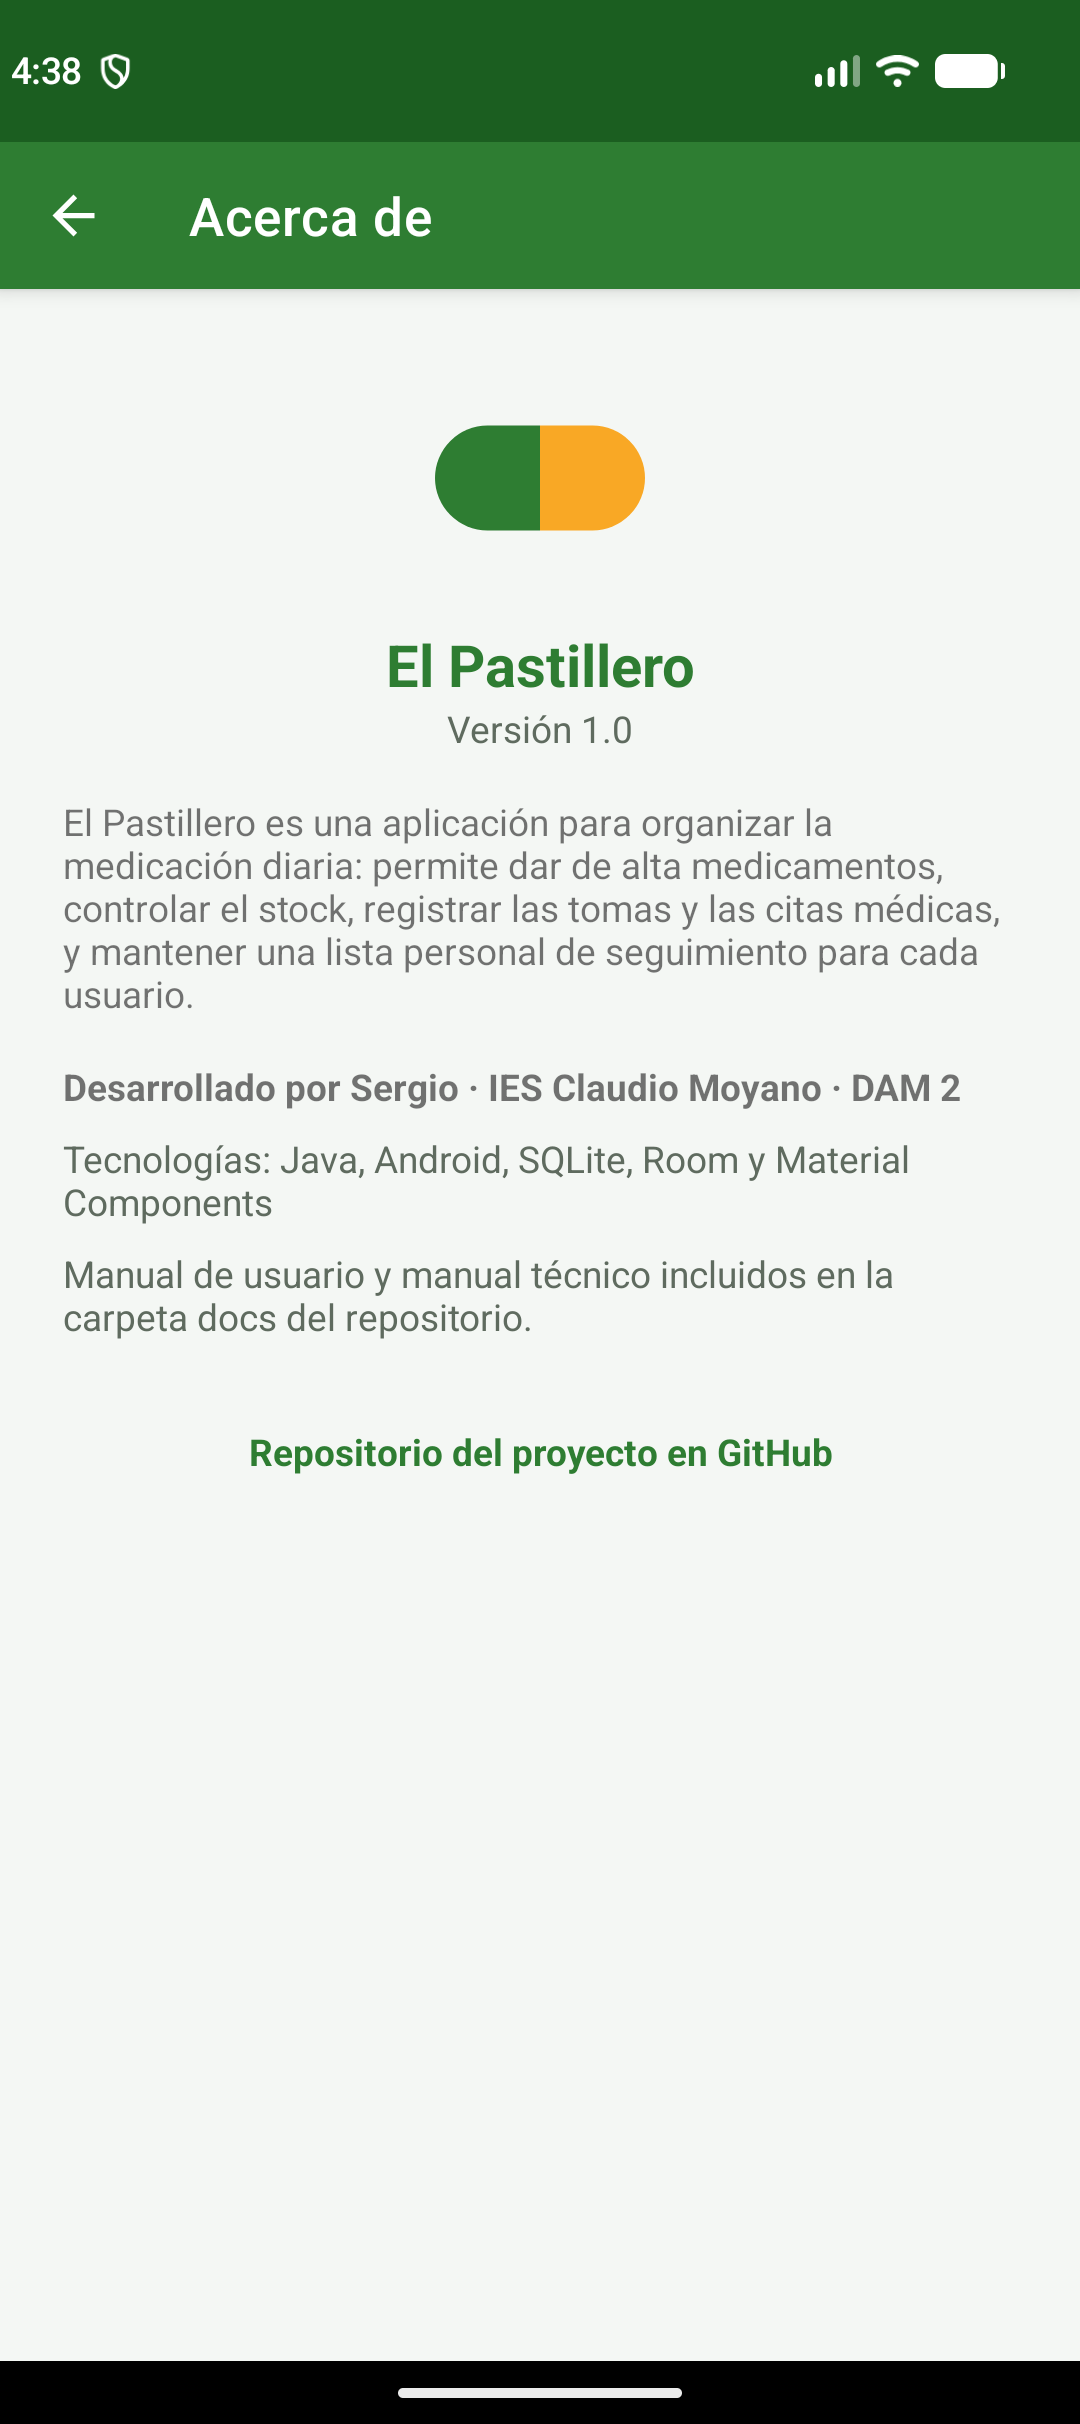 4:38
Acerca de
El Pastillero
Versión 1.0
El Pastillero es una aplicación para organizar la
medicación diaria: permite dar de alta medicamentos,
controlar el stock, registrar las tomas y las citas médicas,
y mantener una lista personal de seguimiento para cada
usuario.
Desarrollado por Sergio · IES Claudio Moyano · DAM 2
Tecnologías: Java, Android, SQLite, Room y Material
Components
Manual de usuario y manual técnico incluidos en la
carpeta docs del repositorio.
Repositorio del proyecto en GitHub